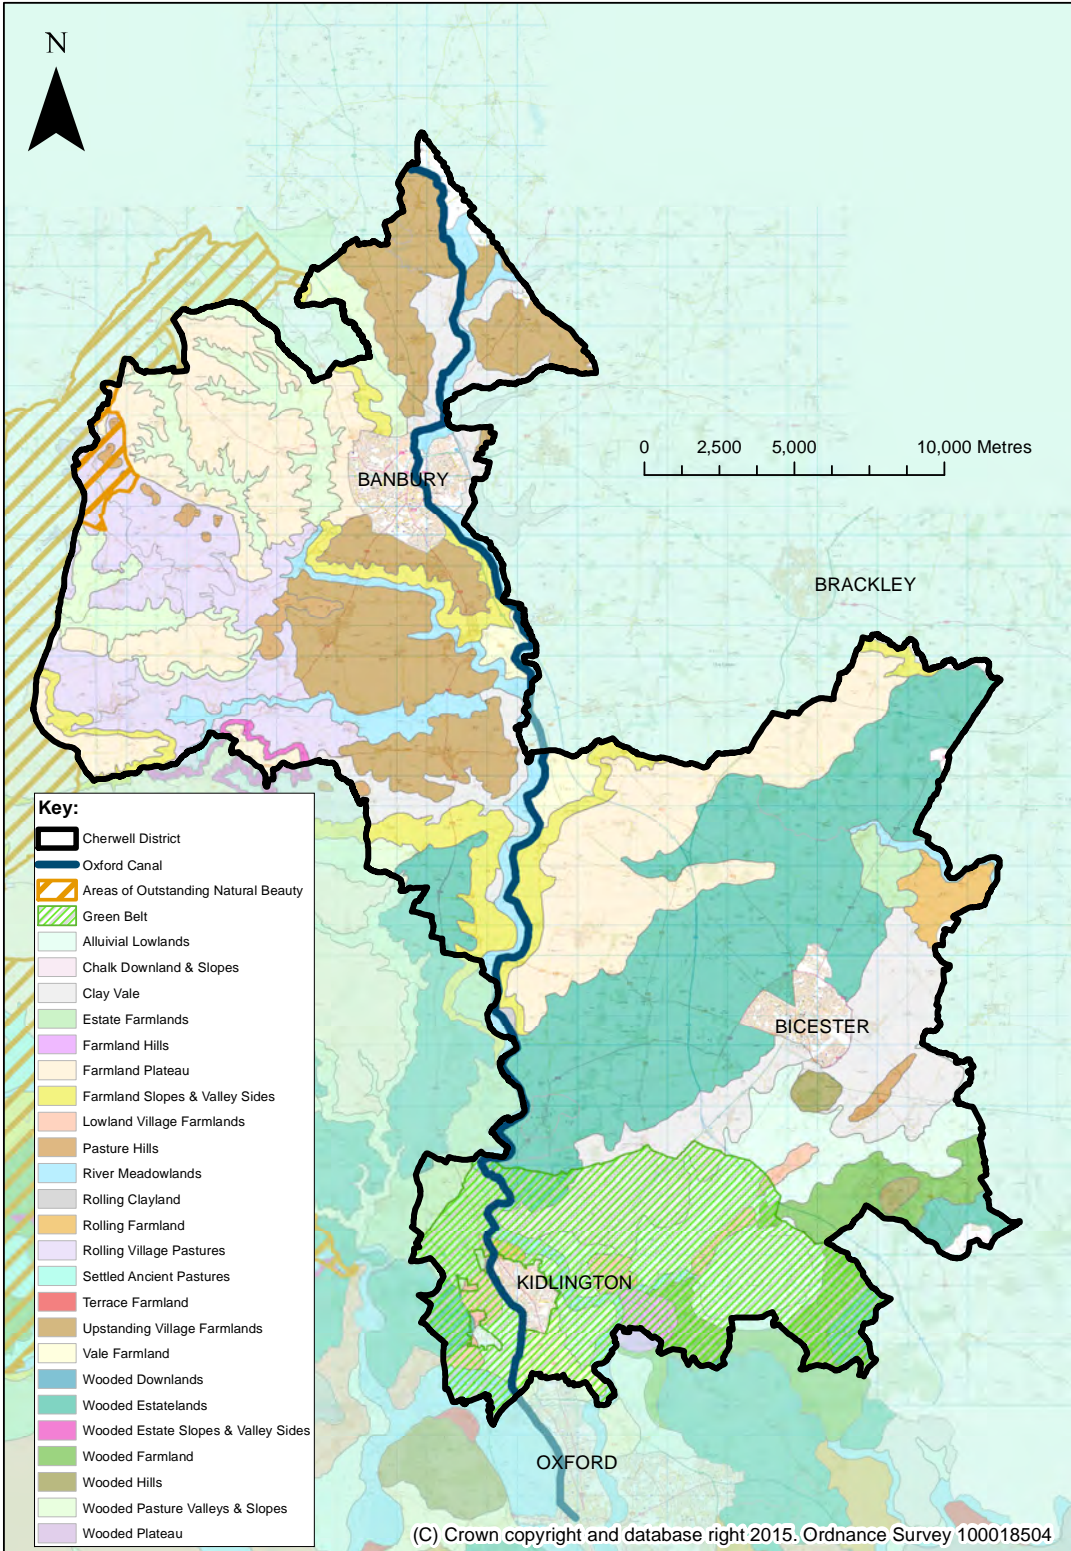 N
0 2,500 5,000 10,000 Metres
BANBURY
BRACKLEY
BICESTER
KIDLINGTON
OXFORD
Key:
Cherwell District
Oxford Canal
Areas of Outstanding Natural Beauty
Green Belt
Alluivial Lowlands
Chalk Downland & Slopes
Clay Vale
Estate Farmlands
Farmland Hills
Farmland Plateau
Farmland Slopes & Valley Sides
Lowland Village Farmlands
Pasture Hills
River Meadowlands
Rolling Clayland
Rolling Farmland
Rolling Village Pastures
Settled Ancient Pastures
Terrace Farmland
Upstanding Village Farmlands
Vale Farmland
Wooded Downlands
Wooded Estatelands
Wooded Estate Slopes & Valley Sides
Wooded Farmland
Wooded Hills
Wooded Pasture Valleys & Slopes
Wooded Plateau
(C) Crown copyright and database right 2015. Ordnance Survey 100018504